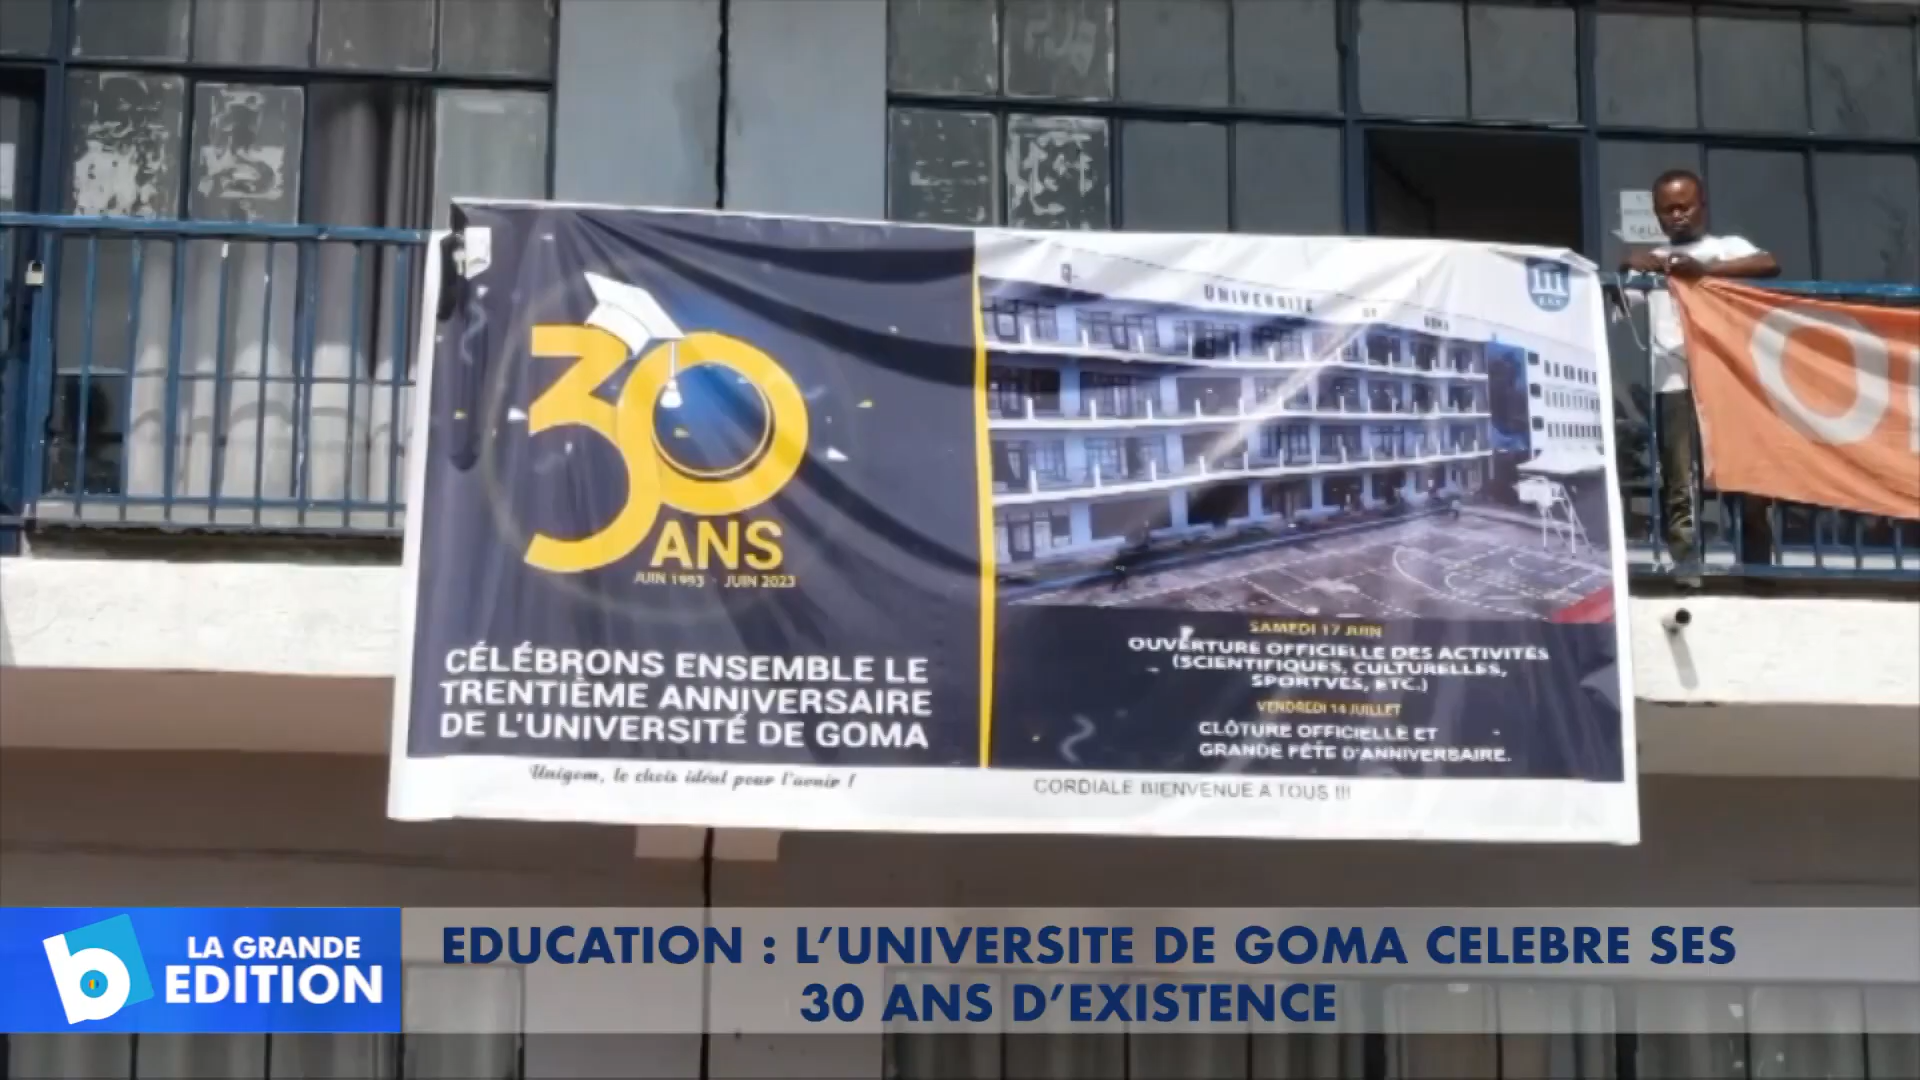 UNIVERSITE DE GOMA
30
ANS
JUIN 1993 - JUIN 2023
CÉLÉBRONS ENSEMBLE LE
TRENTIÈME ANNIVERSAIRE
DE L'UNIVERSITÉ DE GOMA
Unigom, le choix idéal pour l'avenir !
SAMEDI 17 JUIN
OUVERTURE OFFICIELLE DES ACTIVITÉS
(SCIENTIFIQUES, CULTURELLES,
SPORTVES, ETC.)
VENDREDI 14 JUILLET
CLÔTURE OFFICIELLE ET
GRANDE FÊTE D'ANNIVERSAIRE.
CORDIALE BIENVENUE A TOUS !!!
b
LA GRANDE
EDITION
EDUCATION : L'UNIVERSITE DE GOMA CELEBRE SES
30 ANS D'EXISTENCE